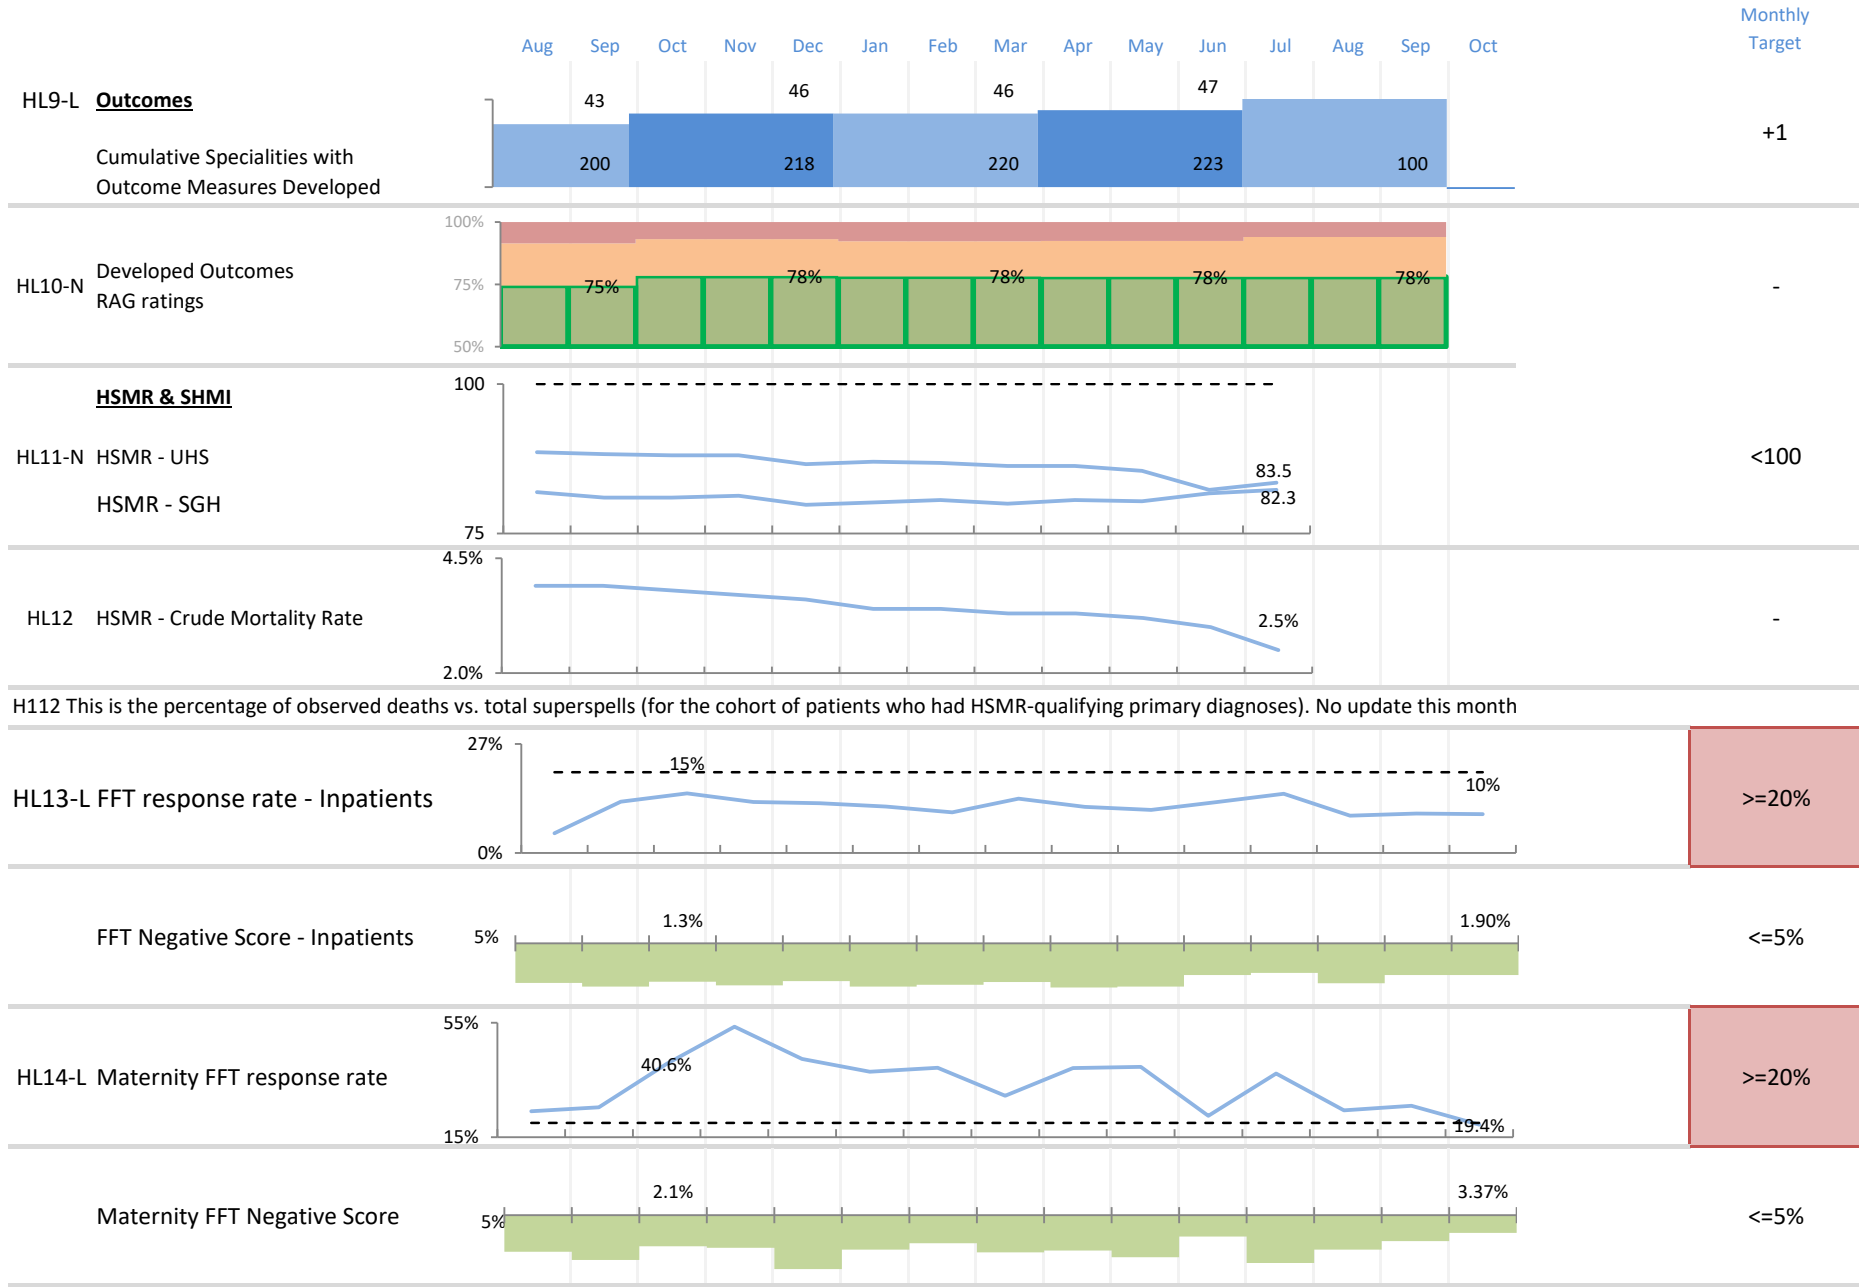 Monthly
Target
Aug Sep Oct Nov Dec Jan Feb Mar Apr May Jun Jul Aug Sep Oct
HL9-L Outcomes
43 46 46 47
+1
Cumulative Specialities with
Outcome Measures Developed
200 218 220 223 100
100%
75%
50%
HL10-N Developed Outcomes
RAG ratings
75% 78% 78% 78% 78%
-
HSMR & SHMI
100
75
HL11-N HSMR - UHS
83.5
<100
HSMR - SGH
82.3
4.5%
HL12 HSMR - Crude Mortality Rate
2.5%
-
2.0%
H112 This is the percentage of observed deaths vs. total superspells (for the cohort of patients who had HSMR-qualifying primary diagnoses). No update this month
27%
15%
10%
HL13-L FFT response rate - Inpatients
>=20%
0%
1.3% 1.90%
FFT Negative Score - Inpatients
5%
<=5%
55%
40.6%
HL14-L Maternity FFT response rate
>=20%
19.4%
15%
2.1% 3.37%
Maternity FFT Negative Score
5%
<=5%